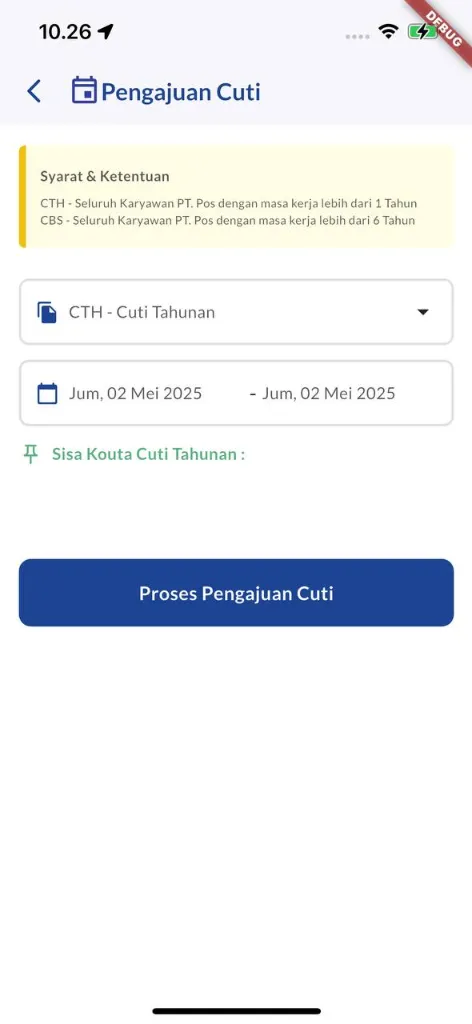 10.26
DEBUG
Pengajuan Cuti
Syarat & Ketentuan
CTH - Seluruh Karyawan PT. Pos dengan masa kerja lebih dari 1 Tahun
CBS - Seluruh Karyawan PT. Pos dengan masa kerja lebih dari 6 Tahun
CTH - Cuti Tahunan
Jum, 02 Mei 2025 - Jum, 02 Mei 2025
Sisa Kouta Cuti Tahunan :
Proses Pengajuan Cuti